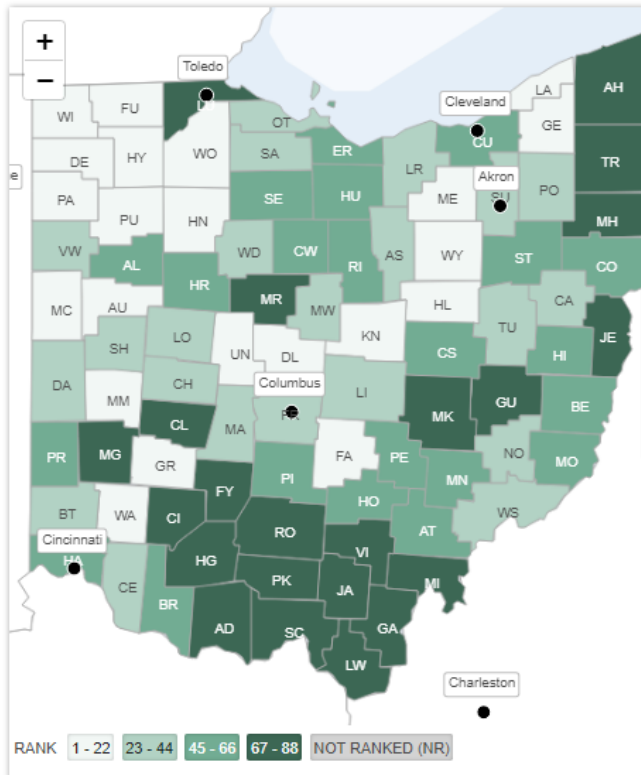 +
−
Toledo
AH
LA
FU
WI
Cleveland
OT
GE
CU
ER
SA
WO
HY
DE
LR
TR
Akron
PO
SU
ME
HU
SE
PA
HN
PU
MH
WD
CW
AS
WY
ST
VW
AL
RI
CO
HR
MR
CA
HL
MC
AU
MW
TU
KN
JE
LO
SH
UN
DL
CS
HI
Columbus
DA
CH
LI
MM
GU
BE
MK
CL
MA
NO
MG
PR
FA
PE
MO
GR
PI
MN
FY
HO
BT
WA
CI
WS
RO
AT
Cincinnati
VI
HA
HG
PK
MI
CE
JA
BR
AD
SC
GA
LW
Charleston
RANK 1 - 22 23 - 44 45 - 66 67 - 88 NOT RANKED (NR)